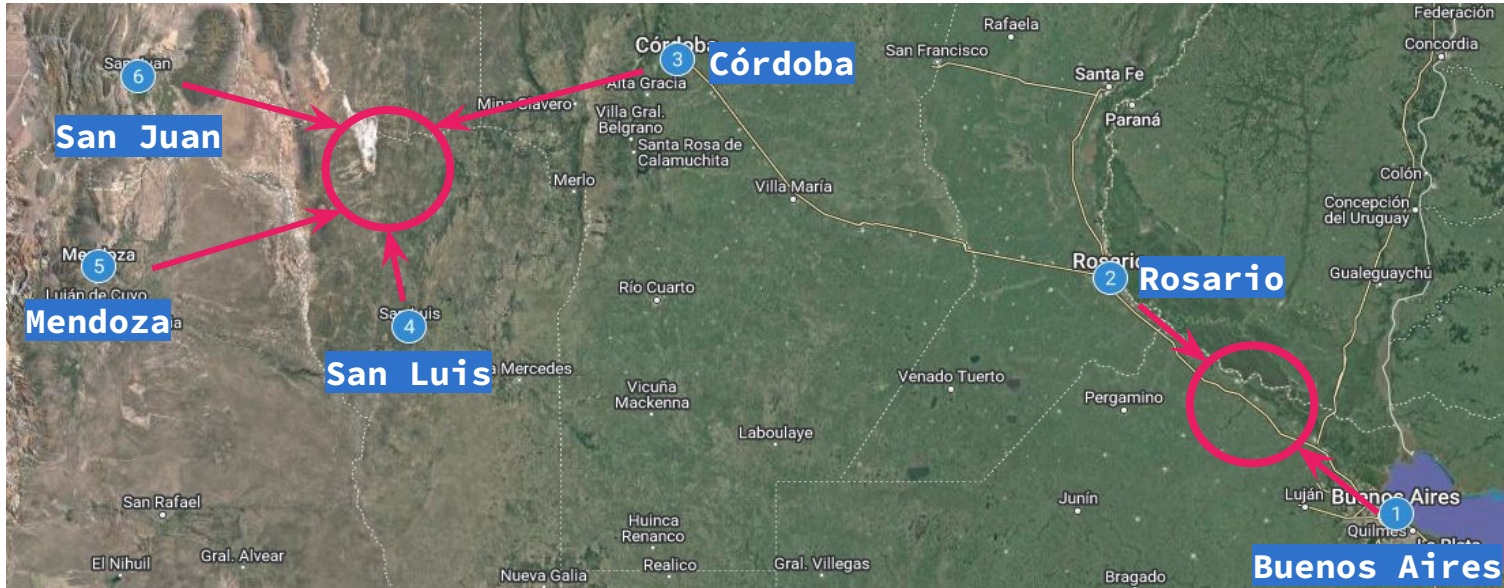 Federación
Rafaela
Córdoba
San Francisco
Concordia
3
Córdoba
San Juan
6
Santa Fe
Alta Gracia
Mina Clavero
Villa Gral.
Belgrano
Paraná
San Juan
Santa Rosa de
Calamuchita
Merlo
Villa María
Colón
Concepción
del Uruguay
Mendoza
5
Rosario
2
Rosario
Gualeguaychú
Luján de Cuyo
Río Cuarto
Mendoza
San Luis
4
San Luis
Mercedes
Venado Tuerto
Vicuña
Mackenna
Pergamino
Laboulaye
San Rafael
Junín
Luján
Buenos Aires
1
Huinca
Renanco
Quilmes
La Plata
El Nihuil
Gral. Alvear
Nueva Galia
Realico
Gral. Villegas
Bragado
Buenos Aires